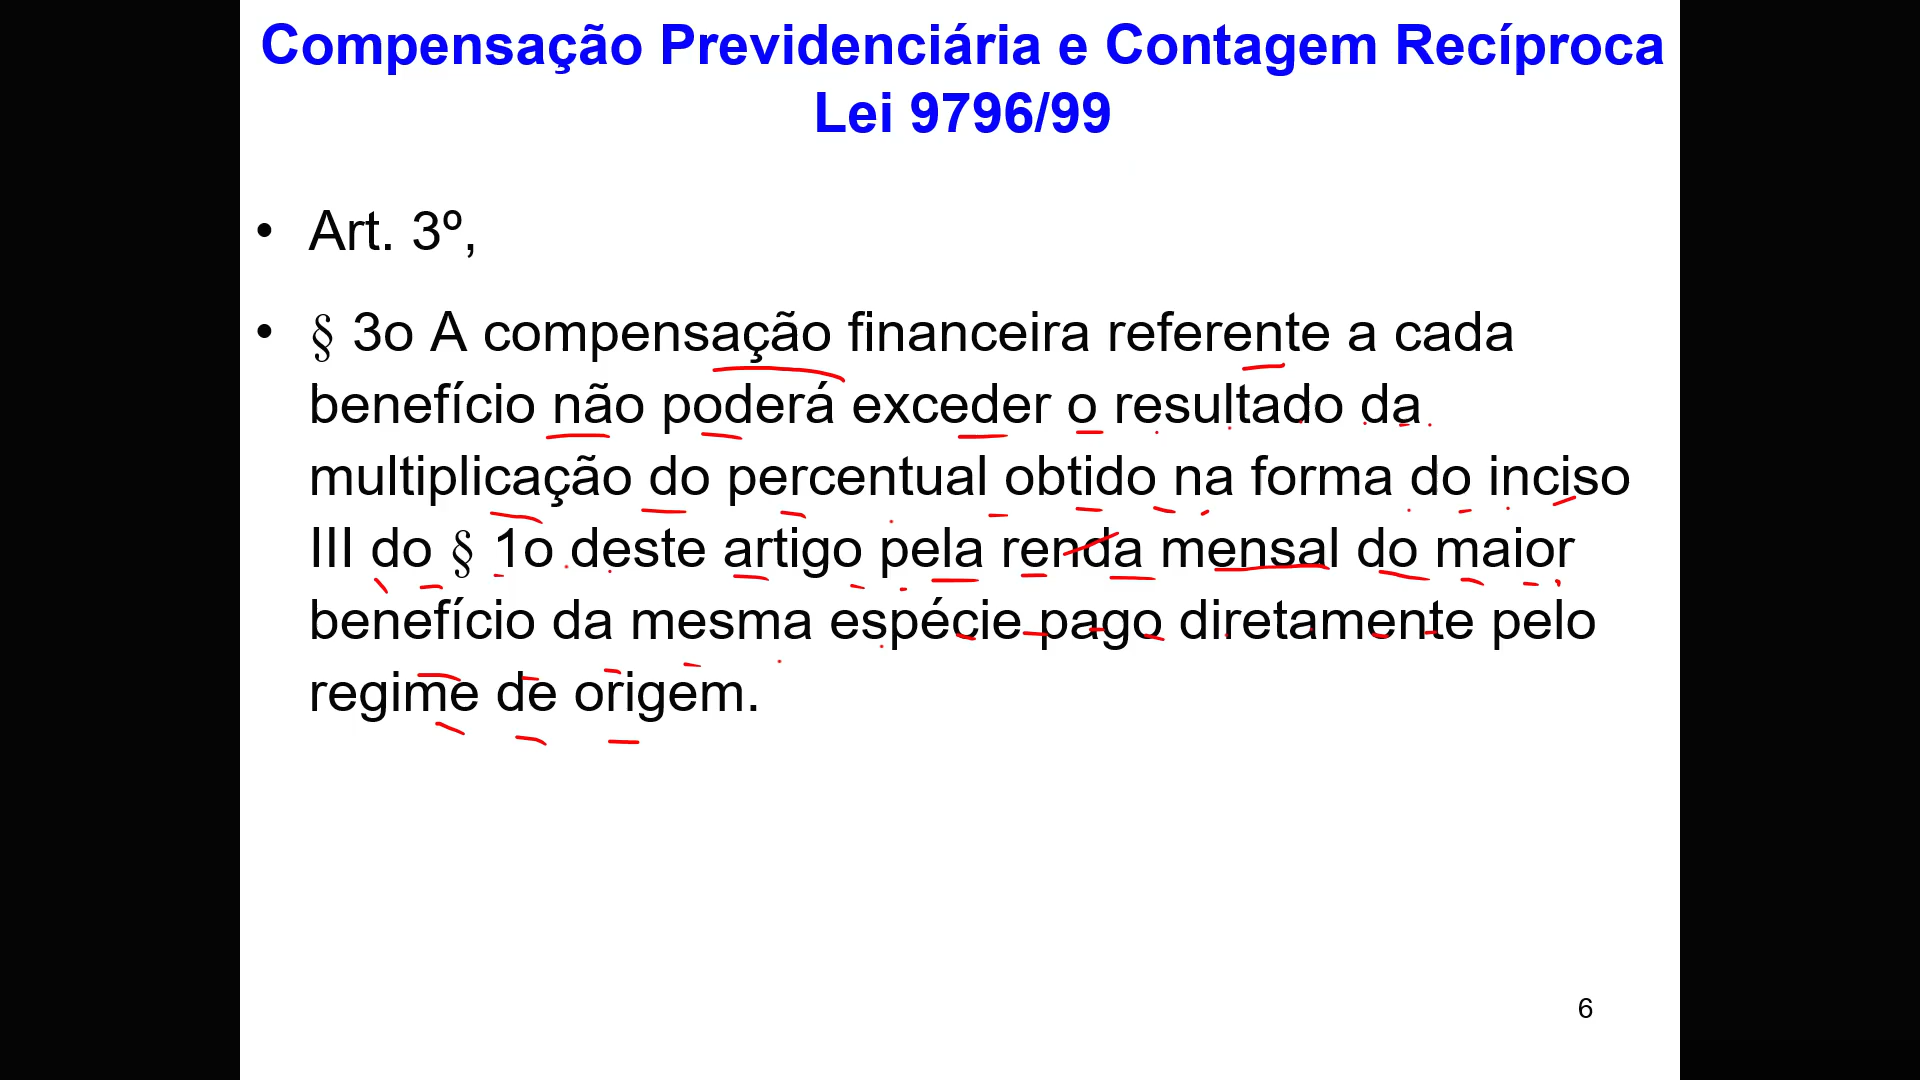 Compensação Previdenciária e Contagem Recíproca
Lei 9796/99
• Art. 3º,
• § 3o A compensação financeira referente a cada
benefício não poderá exceder o resultado da
multiplicação do percentual obtido na forma do inciso
III do § 1o deste artigo pela renda mensal do maior
benefício da mesma espécie pago diretamente pelo
regime de origem.
6